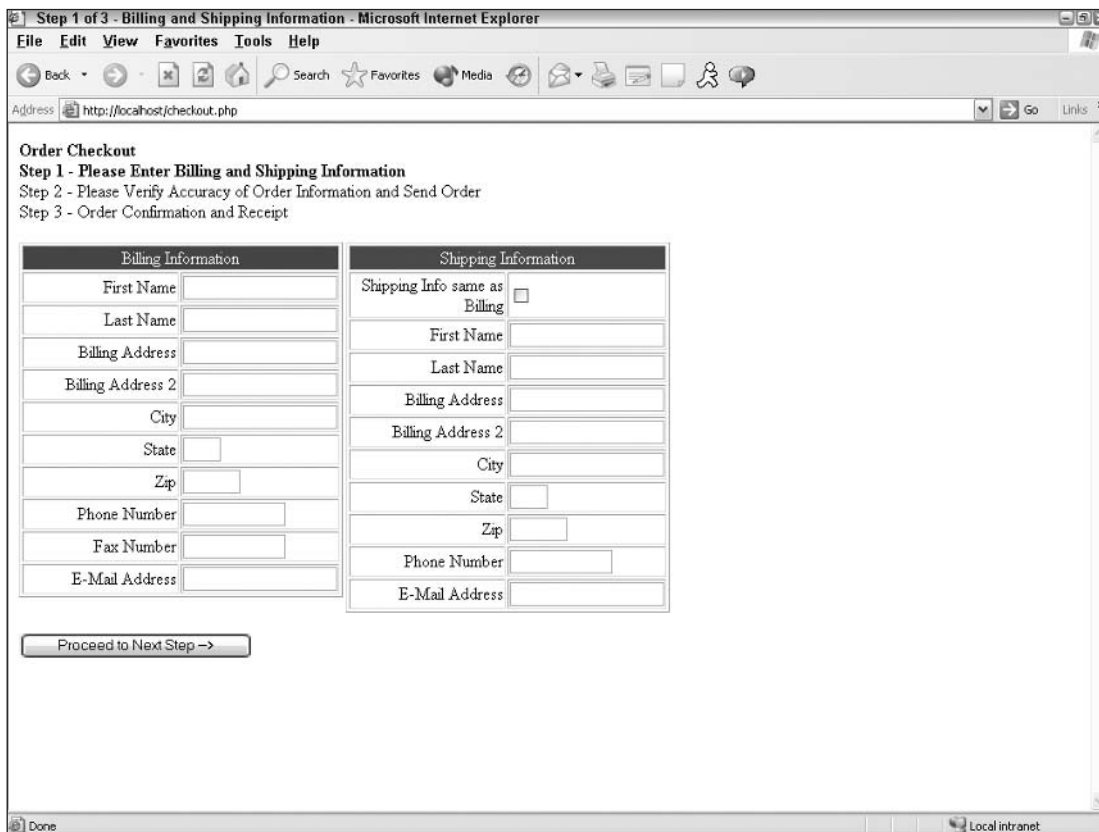 Step 1 of 3 - Billing and Shipping Information - Microsoft Internet Explorer
File Edit View Favorites Tools Help
Back Search Favorites Media
Address http://localhost/checkout.php Go Links
Order Checkout
Step 1 - Please Enter Billing and Shipping Information
Step 2 - Please Verify Accuracy of Order Information and Send Order
Step 3 - Order Confirmation and Receipt
Billing Information
First Name
Last Name
Billing Address
Billing Address 2
City
State
Zip
Phone Number
Fax Number
E-Mail Address
Shipping Information
Shipping Info same as
Billing
First Name
Last Name
Billing Address
Billing Address 2
City
State
Zip
Phone Number
E-Mail Address
Proceed to Next Step -->
Done Local intranet